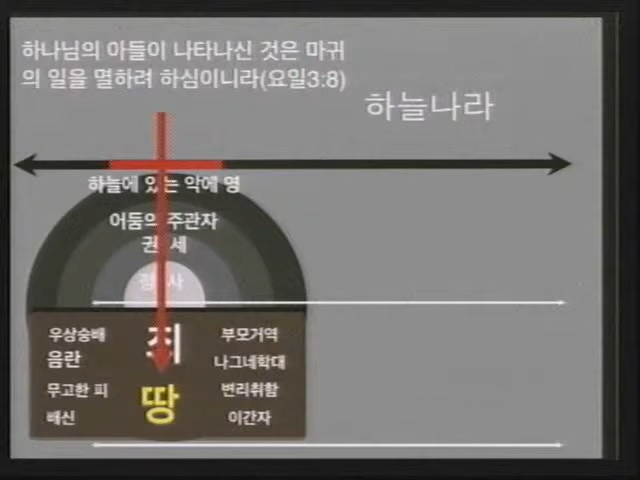 하나님의 아들이 나타나신 것은 마귀
의 일을 멸하려 하심이니라(요일3:8)
하늘나라
하늘에 있는 악에 영
어둠의 주관자
권세
정사
우상숭배
죄
부모거역
음란
나그네학대
무고한 피
땅
변리취함
배신
이간자